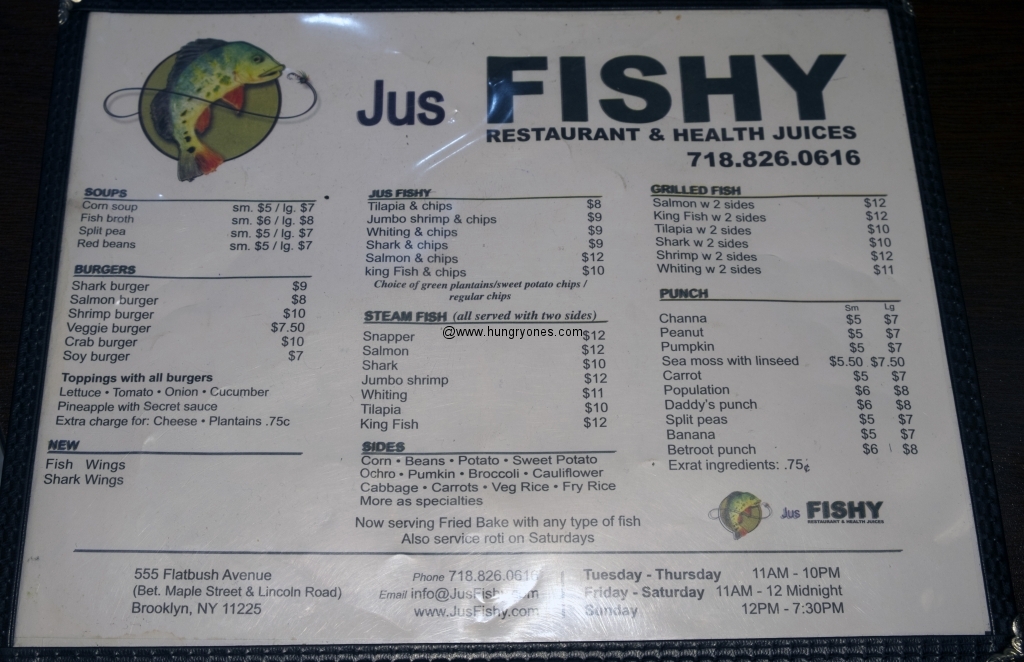 Jus FISHY
RESTAURANT & HEALTH JUICES
718.826.0616
SOUPS
Corn soup sm. $5 / lg. $7
Fish broth sm. $6 / lg. $8
Split pea sm. $5 / lg. $7
Red beans sm. $5 / lg. $7
BURGERS
Shark burger $9
Salmon burger $8
Shrimp burger $10
Veggie burger $7.50
Crab burger $10
Soy burger $7
Toppings with all burgers
Lettuce • Tomato • Onion • Cucumber
Pineapple with Secret sauce
Extra charge for: Cheese • Plantains .75c
NEW
Fish Wings
Shark Wings
JUS FISHY
Tilapia & chips $8
Jumbo shrimp & chips $9
Whiting & chips $9
Shark & chips $9
Salmon & chips $12
king Fish & chips $10
Choice of green plantains/sweet potato chips /
regular chips
STEAM FISH (all served with two sides)
@www.hungryones.com
Snapper $12
Salmon $12
Shark $10
Jumbo shrimp $12
Whiting $11
Tilapia $10
King Fish $12
SIDES
Corn • Beans • Potato • Sweet Potato
Ochro • Pumkin • Broccoli • Cauliflower
Cabbage • Carrots • Veg Rice • Fry Rice
More as specialties
Now serving Fried Bake with any type of fish
Also service roti on Saturdays
GRILLED FISH
Salmon w 2 sides $12
King Fish w 2 sides $12
Tilapia w 2 sides $10
Shark w 2 sides $10
Shrimp w 2 sides $12
Whiting w 2 sides $11
PUNCH
Sm Lg
Channa $5 $7
Peanut $5 $7
Pumpkin $5 $7
Sea moss with linseed $5.50 $7.50
Carrot $5 $7
Population $6 $8
Daddy's punch $6 $8
Split peas $5 $7
Banana $5 $7
Betroot punch $6 $8
Exrat ingredients: .75¢
Jus FISHY
RESTAURANT & HEALTH JUICES
555 Flatbush Avenue
(Bet. Maple Street & Lincoln Road)
Brooklyn, NY 11225
Phone 718.826.0616
Email info@JusFishy.com
www.JusFishy.com
Tuesday - Thursday 11AM - 10PM
Friday - Saturday 11AM - 12 Midnight
Sunday 12PM - 7:30PM